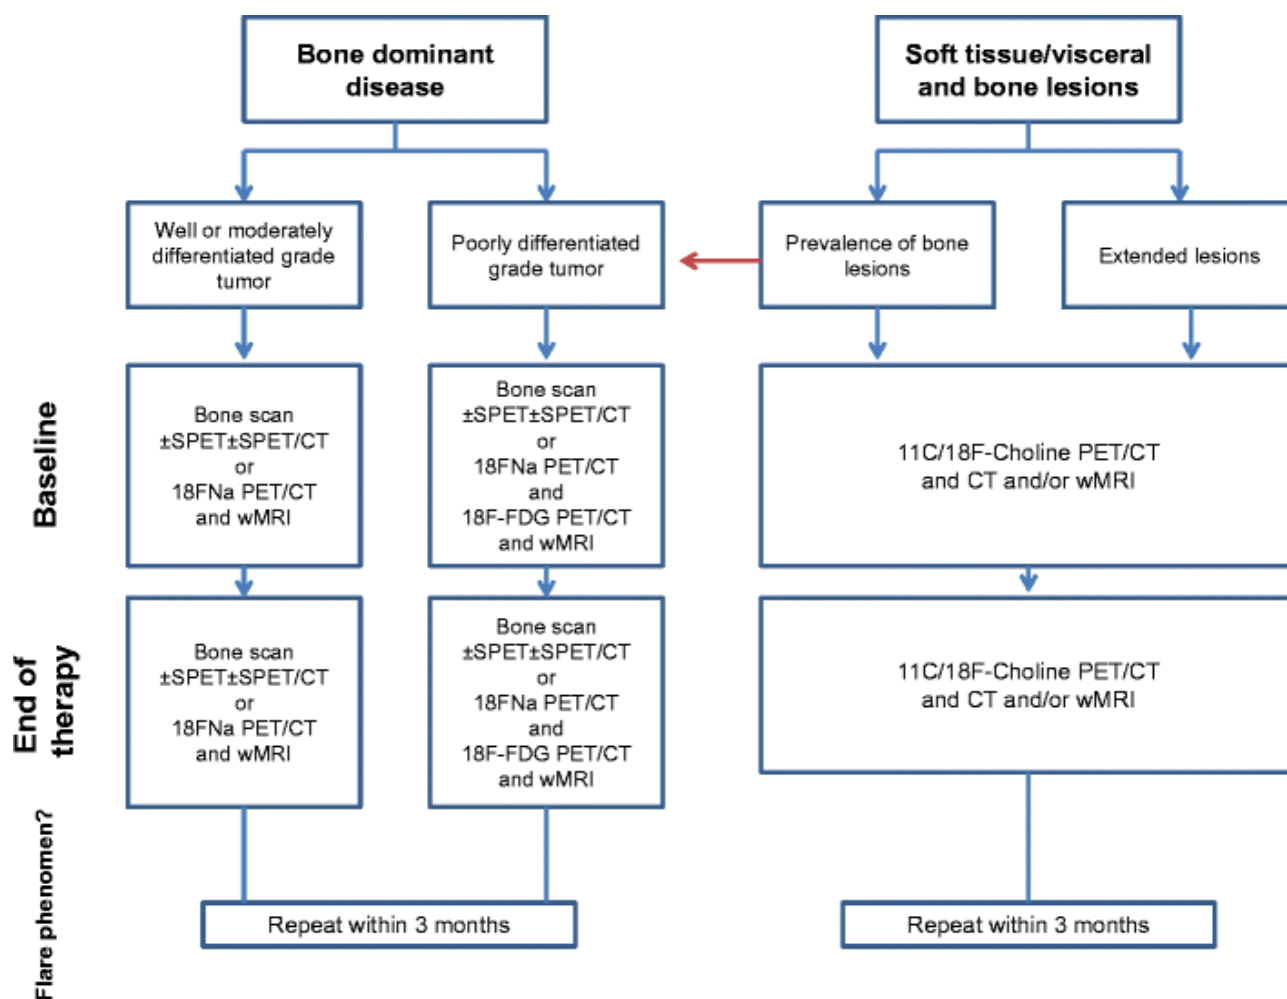 Bone dominant
disease
Soft tissue/visceral
and bone lesions
Well or moderately
differentiated grade
tumor
Poorly differentiated
grade tumor
Prevalence of bone
lesions
Extended lesions
Baseline
Bone scan
±SPET±SPET/CT
or
18FNa PET/CT
and wMRI
Bone scan
±SPET±SPET/CT
or
18FNa PET/CT
and
18F-FDG PET/CT
and wMRI
11C/18F-Choline PET/CT
and CT and/or wMRI
End of
therapy
Bone scan
±SPET±SPET/CT
or
18FNa PET/CT
and wMRI
Bone scan
±SPET±SPET/CT
or
18FNa PET/CT
and
18F-FDG PET/CT
and wMRI
11C/18F-Choline PET/CT
and CT and/or wMRI
Flare phenomen?
Repeat within 3 months
Repeat within 3 months